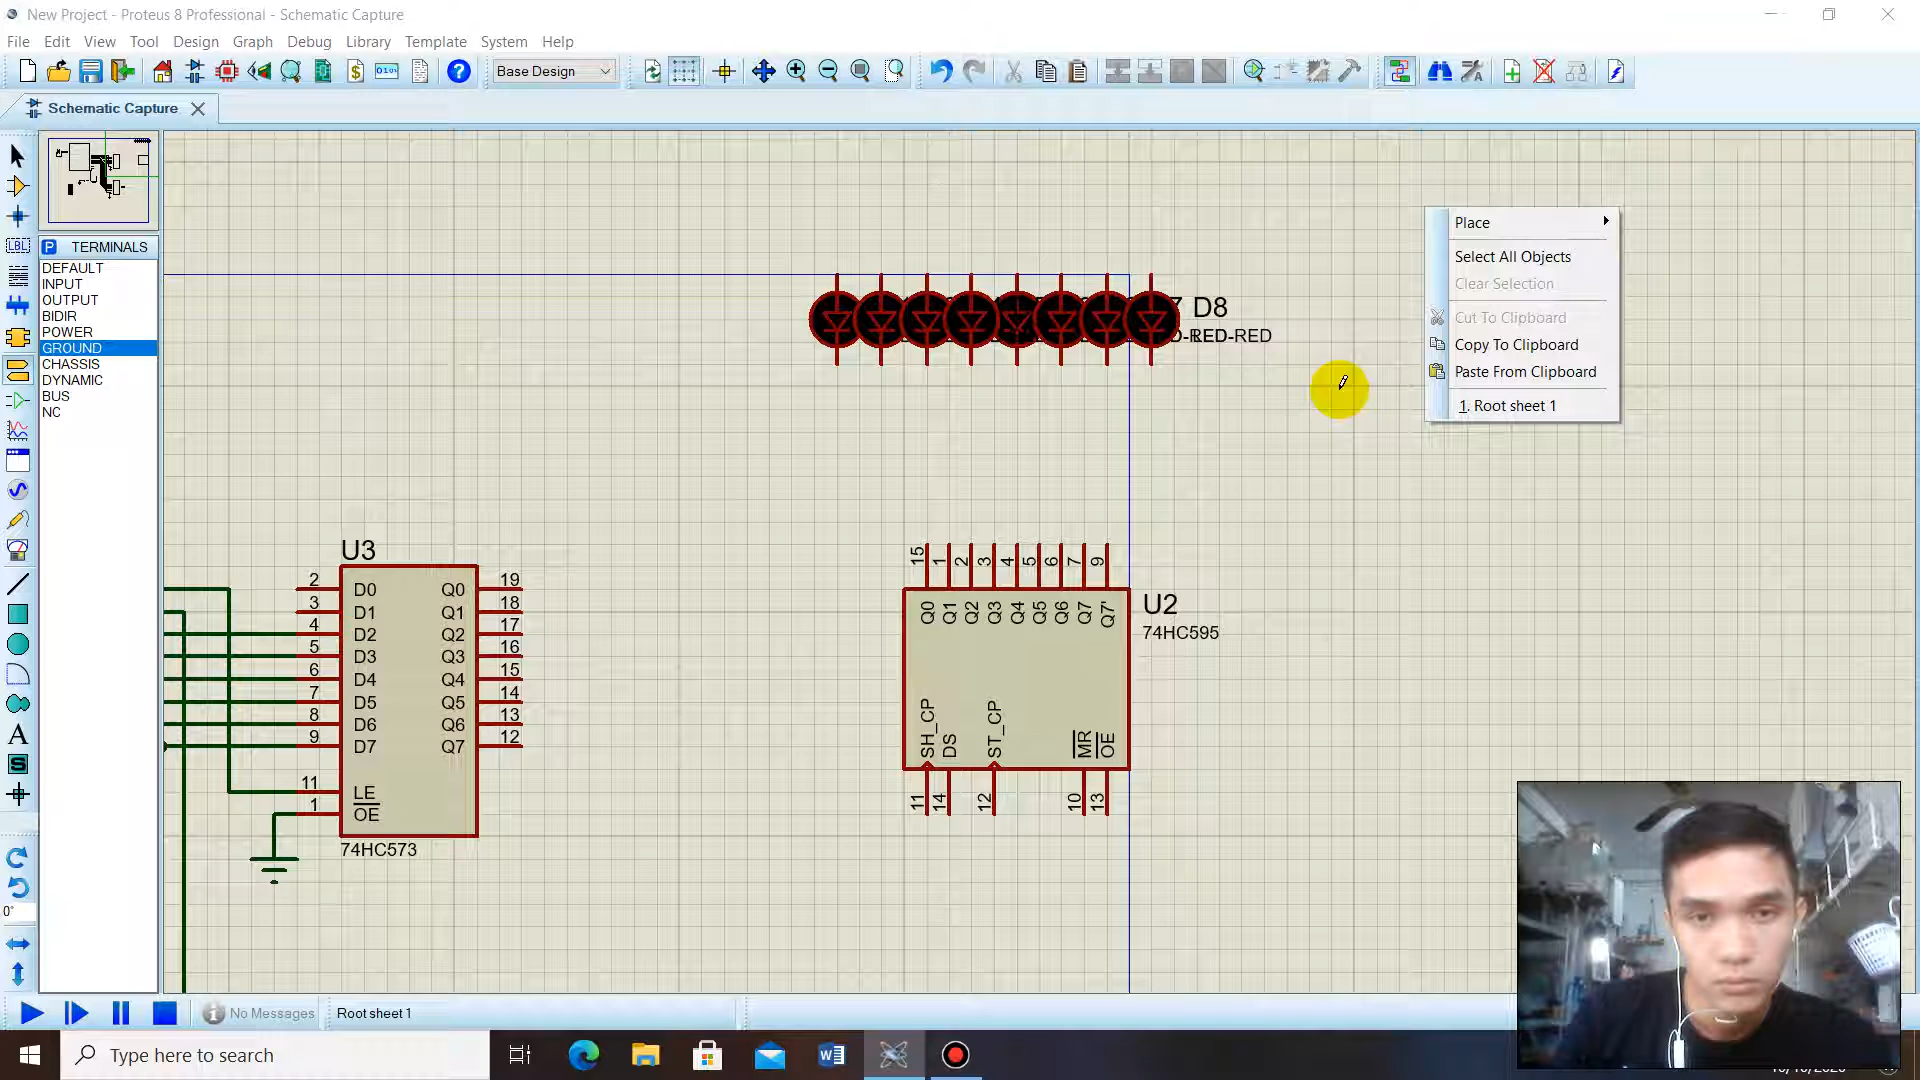 New Project - Proteus 8 Professional - Schematic Capture
File Edit View Tool Design Graph Debug Library Template System Help
Base Design
Schematic Capture
LBL
P TERMINALS
DEFAULT
INPUT
OUTPUT
BIDIR
POWER
GROUND
CHASSIS
DYNAMIC
BUS
NC
A
S
0°
D8
D-RED-RED
Place
Select All Objects
Clear Selection
Cut To Clipboard
Copy To Clipboard
Paste From Clipboard
1. Root sheet 1
U3
2 D0 Q0 19
3 D1 Q1 18
4 D2 Q2 17
5 D3 Q3 16
6 D4 Q4 15
7 D5 Q5 14
8 D6 Q6 13
9 D7 Q7 12
11 LE
1 OE
74HC573
15 1 2 3 4 5 6 7 9
Q0 Q1 Q2 Q3 Q4 Q5 Q6 Q7 Q7'
U2
74HC595
SH_CP DS ST_CP MR OE
11 14 12 10 13
No Messages
Root sheet 1
Type here to search